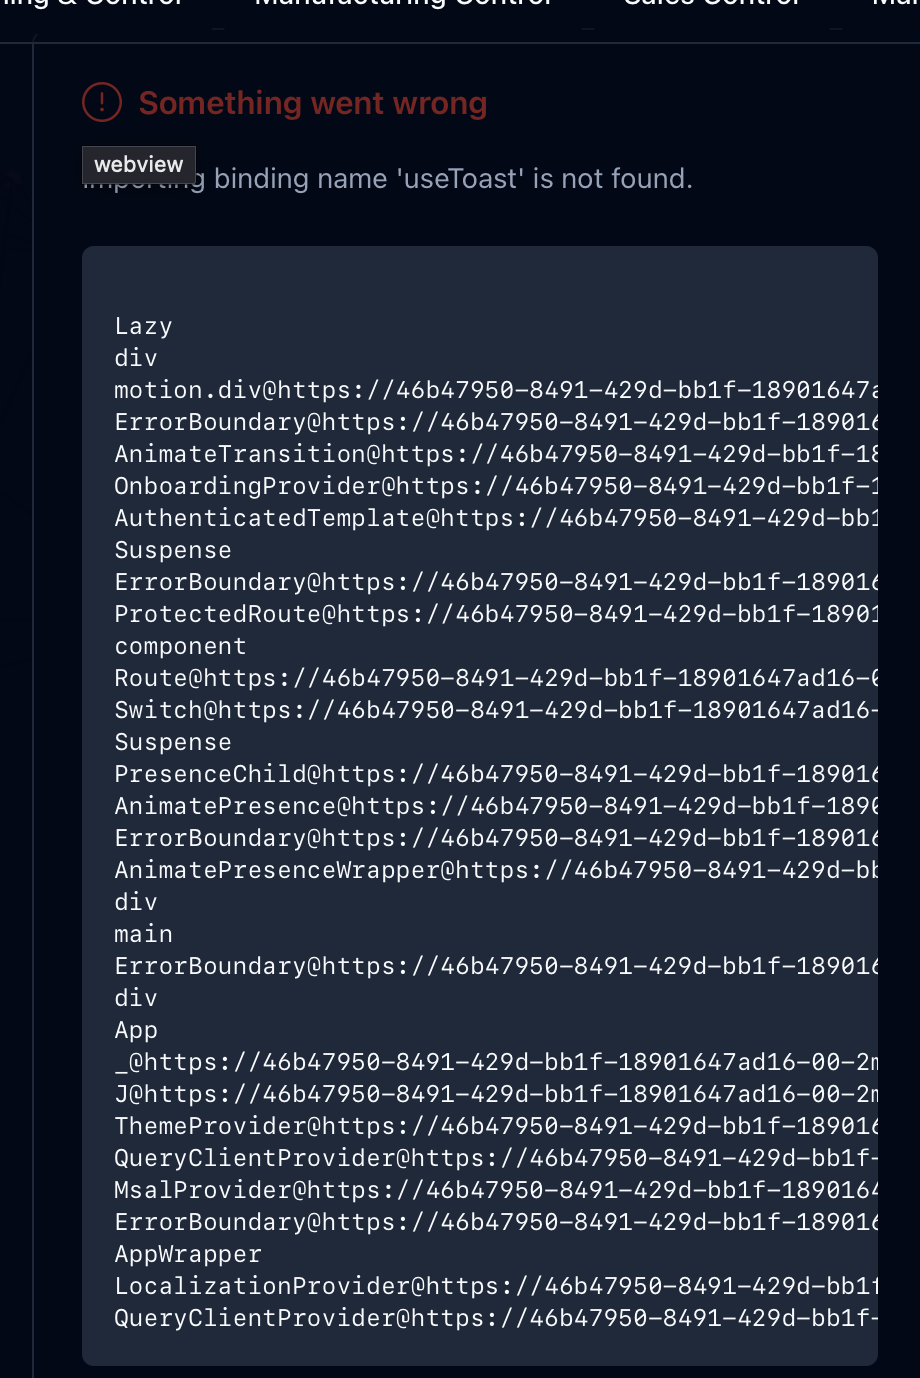 & Control
Manufacturing Control
Sales Control
Something went wrong
webview
Importing binding name 'useToast' is not found.
Lazy
div
motion.div@https://46b47950-8491-429d-bb1f-18901647a
ErrorBoundary@https://46b47950-8491-429d-bb1f-189016
AnimateTransition@https://46b47950-8491-429d-bb1f-18
OnboardingProvider@https://46b47950-8491-429d-bb1f-1
AuthenticatedTemplate@https://46b47950-8491-429d-bb1
Suspense
ErrorBoundary@https://46b47950-8491-429d-bb1f-189016
ProtectedRoute@https://46b47950-8491-429d-bb1f-18901
component
Route@https://46b47950-8491-429d-bb1f-18901647ad16-0
Switch@https://46b47950-8491-429d-bb1f-18901647ad16-
Suspense
PresenceChild@https://46b47950-8491-429d-bb1f-189016
AnimatePresence@https://46b47950-8491-429d-bb1f-1890
ErrorBoundary@https://46b47950-8491-429d-bb1f-189016
AnimatePresenceWrapper@https://46b47950-8491-429d-bb
div
main
ErrorBoundary@https://46b47950-8491-429d-bb1f-189016
div
App
_@https://46b47950-8491-429d-bb1f-18901647ad16-00-2m
J@https://46b47950-8491-429d-bb1f-18901647ad16-00-2m
ThemeProvider@https://46b47950-8491-429d-bb1f-189016
QueryClientProvider@https://46b47950-8491-429d-bb1f-
MsalProvider@https://46b47950-8491-429d-bb1f-1890164
ErrorBoundary@https://46b47950-8491-429d-bb1f-189016
AppWrapper
LocalizationProvider@https://46b47950-8491-429d-bb1f
QueryClientProvider@https://46b47950-8491-429d-bb1f-